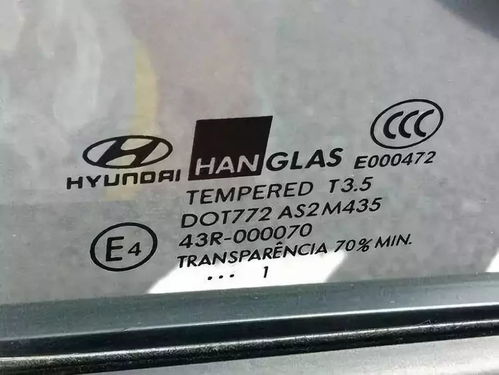 HYUNDAI HANGLAS CCC E000472
TEMPERED T3.5
DOT772 AS2 M435
E4 43R-000070
TRANSPARÊNCIA 70% MIN.
... 1